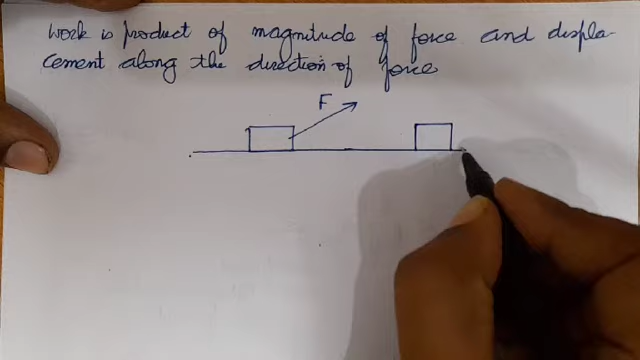 Work is product of magnitude of force and displa-
cement along the direction of force
F